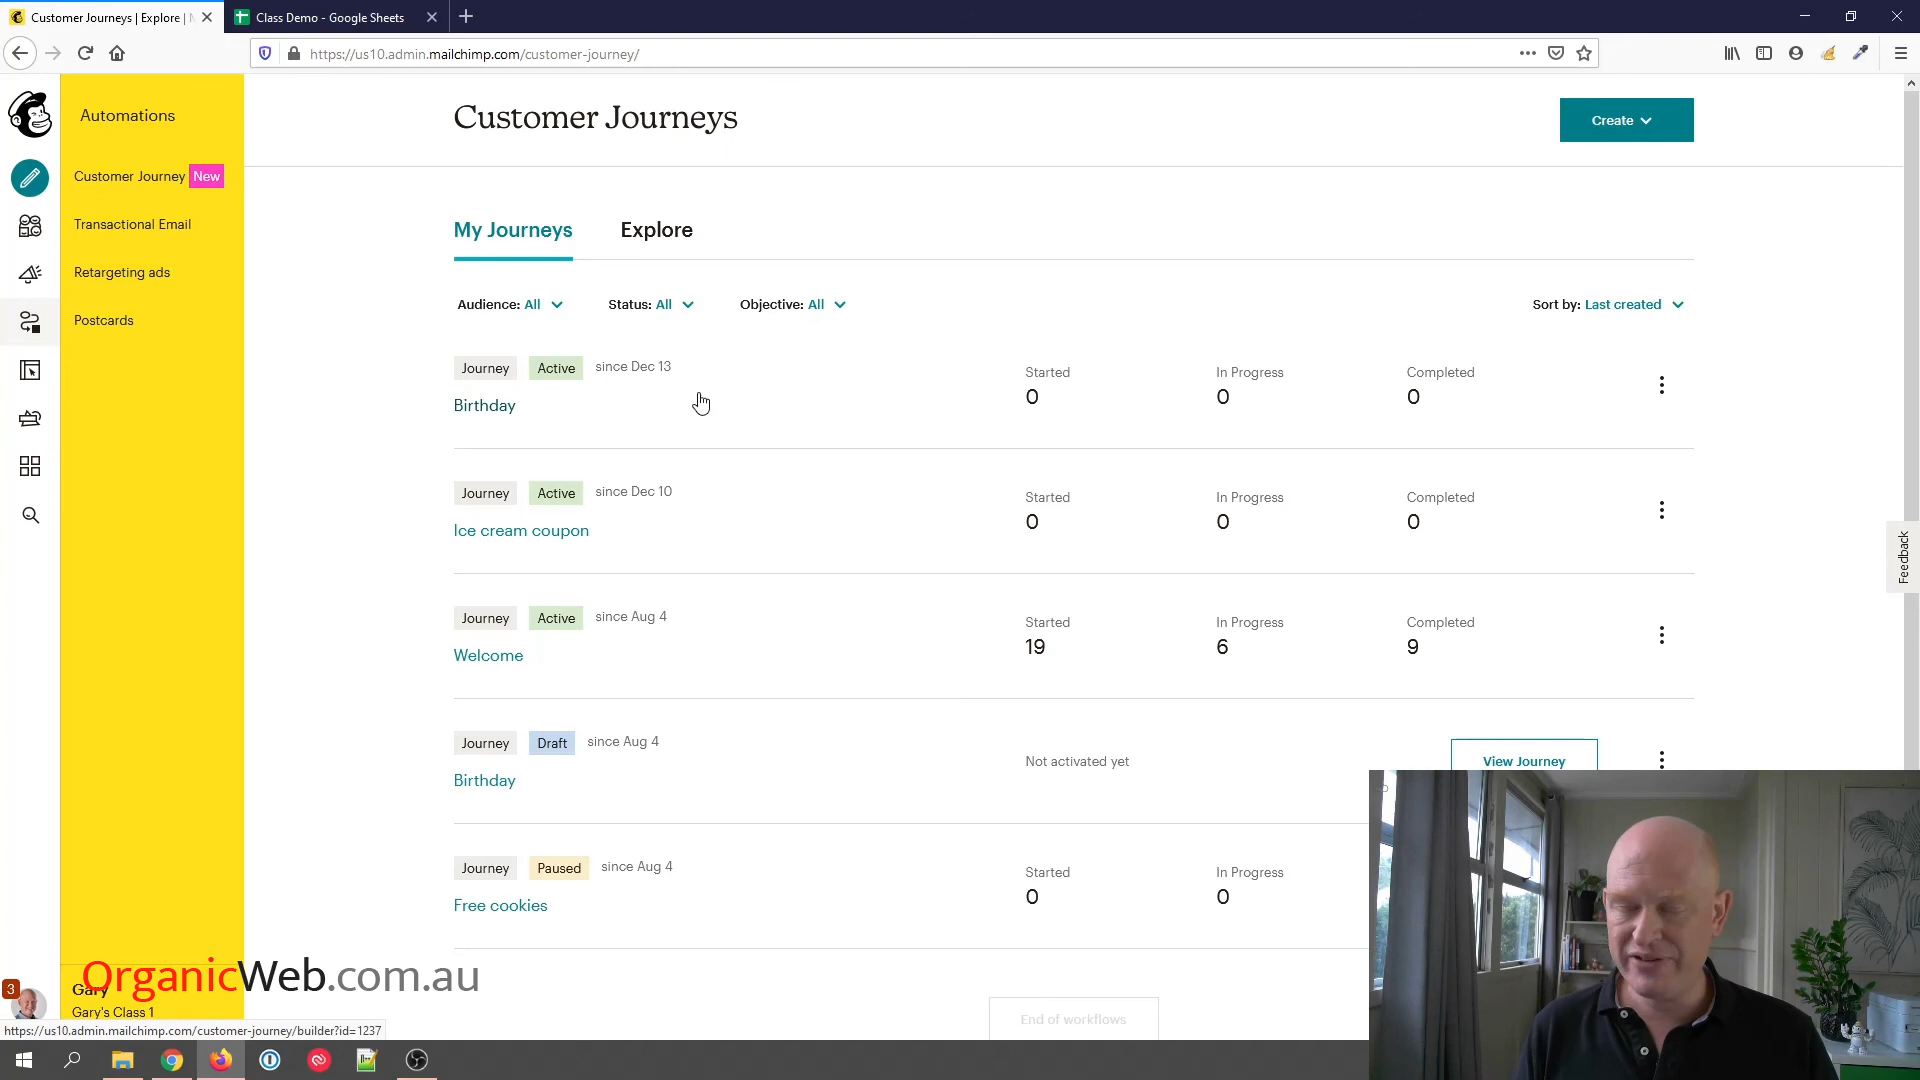 Customer Journeys | Explore |
Class Demo - Google Sheets
https://us10.admin.mailchimp.com/customer-journey/
Automations
Customer Journey New
Transactional Email
Retargeting ads
Postcards
Customer Journeys
Create
My Journeys
Explore
Audience: All
Status: All
Objective: All
Sort by: Last created
Journey Active since Dec 13
Birthday
Started
0
In Progress
0
Completed
0
Journey Active since Dec 10
Ice cream coupon
Started
0
In Progress
0
Completed
0
Journey Active since Aug 4
Welcome
Started
19
In Progress
6
Completed
9
Journey Draft since Aug 4
Birthday
Not activated yet
View Journey
Journey Paused since Aug 4
Free cookies
Started
0
In Progress
0
End of workflows
Feedback
OrganicWeb.com.au
3
Gary
Gary's Class 1
https://us10.admin.mailchimp.com/customer-journey/builder?id=1237